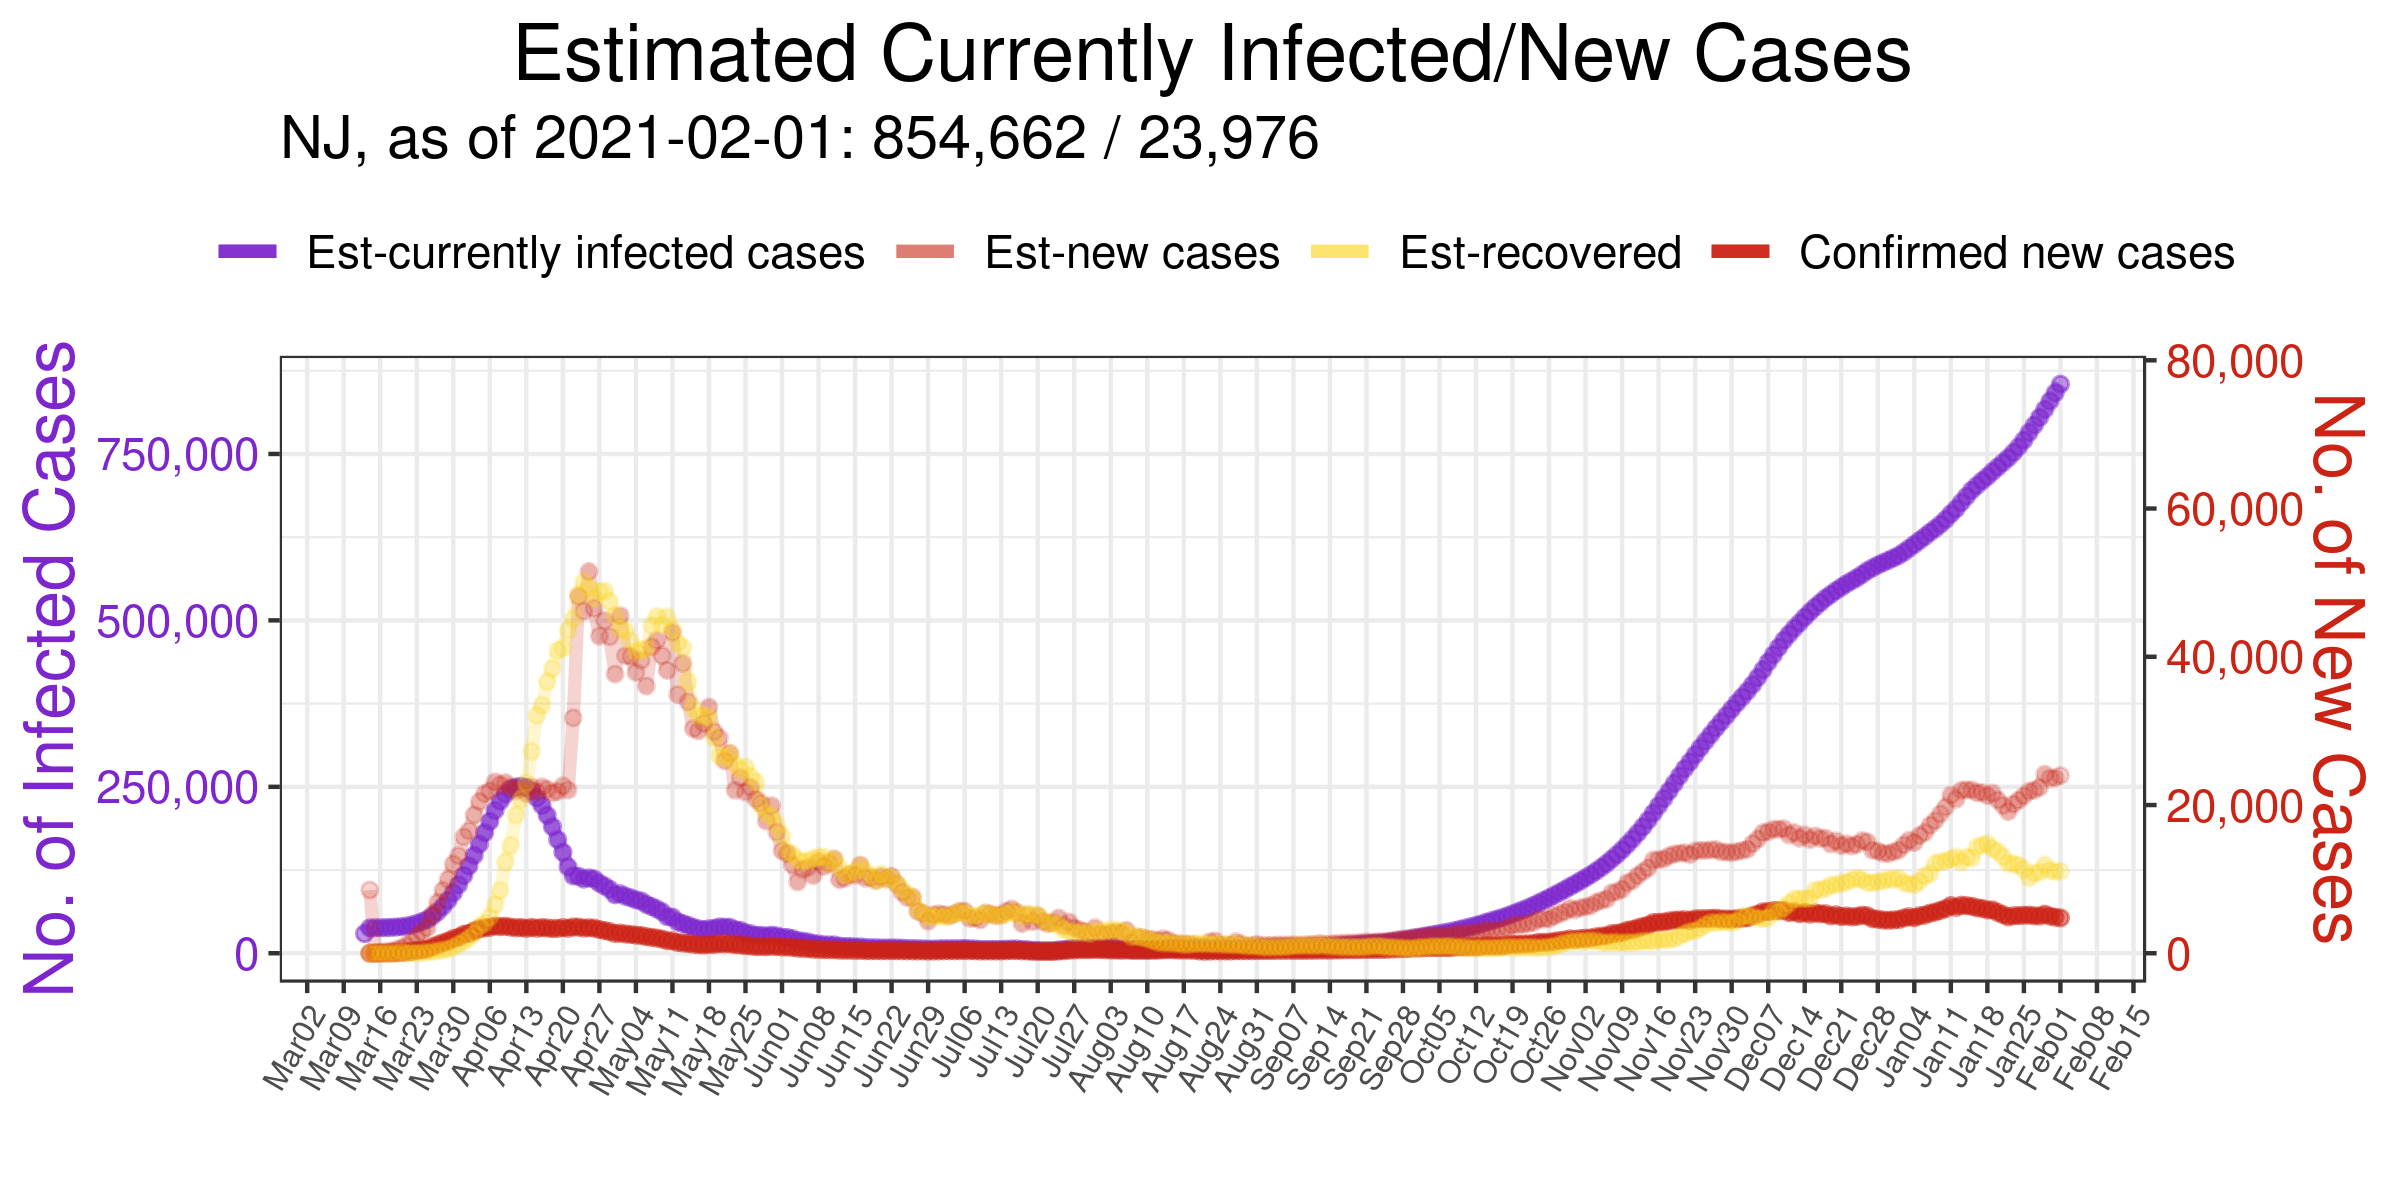 Estimated Currently Infected/New Cases
NJ, as of 2021-02-01: 854,662 / 23,976
Est-currently infected cases Est-new cases Est-recovered Confirmed new cases
No. of Infected Cases
750,000
500,000
250,000
0
80,000
60,000
40,000
20,000
0
No. of New Cases
Mar02 Mar09 Mar16 Mar23 Mar30 Apr06 Apr13 Apr20 Apr27 May04 May11 May18 May25 Jun01 Jun08 Jun15 Jun22 Jun29 Jul06 Jul13 Jul20 Jul27 Aug03 Aug10 Aug17 Aug24 Aug31 Sep07 Sep14 Sep21 Sep28 Oct05 Oct12 Oct19 Oct26 Nov02 Nov09 Nov16 Nov23 Nov30 Dec07 Dec14 Dec21 Dec28 Jan04 Jan11 Jan18 Jan25 Feb01 Feb08 Feb15